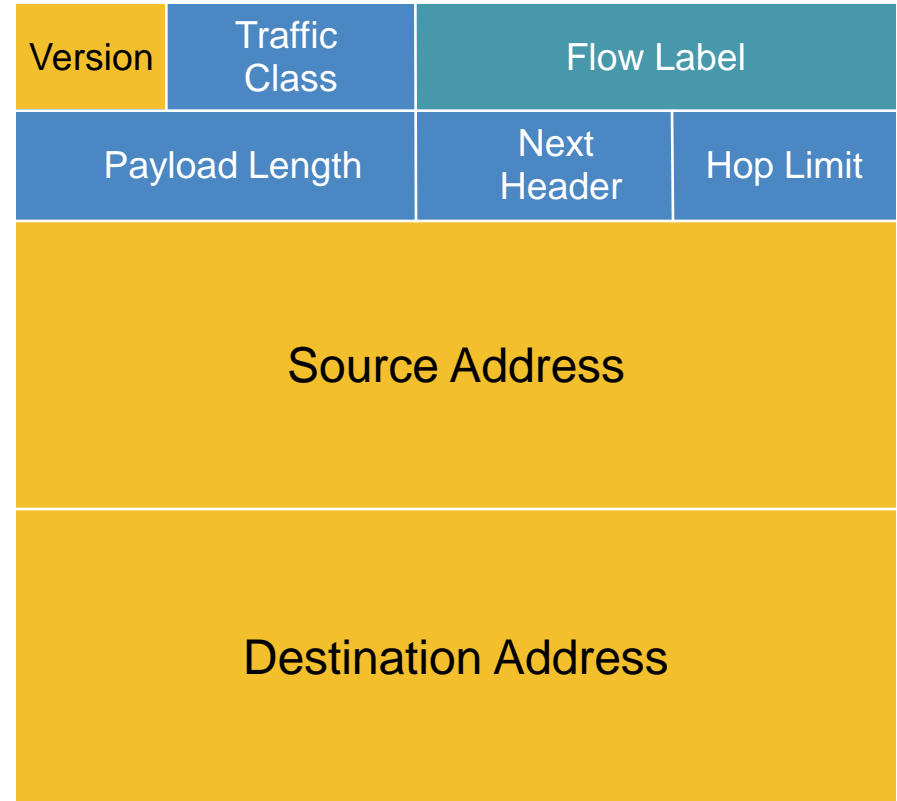 Version
Traffic
Class
Flow Label
Payload Length
Next
Header
Hop Limit
Source Address
Destination Address